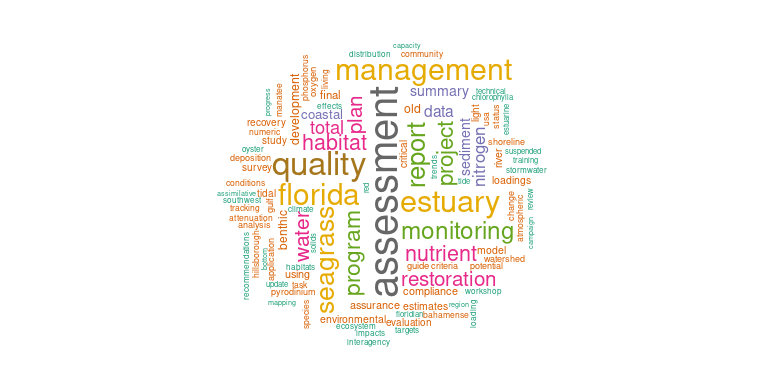 capacity
distribution
community
management
phosphorus
oxygen
living
development
progress
manatee
final
effects
coastal
plan
summary
technical
chlorophylla
old
data
light
usa
status
estuarine
recovery
numeric
study
total
habitat
assessment
critical
report
trends
project
sediment
nitrogen
shoreline
river
suspended
training
stormwater
oyster
deposition
survey
quality
red
tide
loadings
conditions
assimilative
southwest
tracking
attenuation
analysis
tidal
gulf
florida
climate
estuary
change
atmospheric
review
campaign
recommendations
hillsborough
bottom
application
benthic
water
solids
seagrass
program
monitoring
nutrient
model
watershed
habitats
using
guide
criteria
potential
update
task
pyrodinium
restoration
compliance
workshop
mapping
species
assurance
estimates
region
loading
environmental
floridian
bahamense
ecosystem
evaluation
impacts
targets
interagency